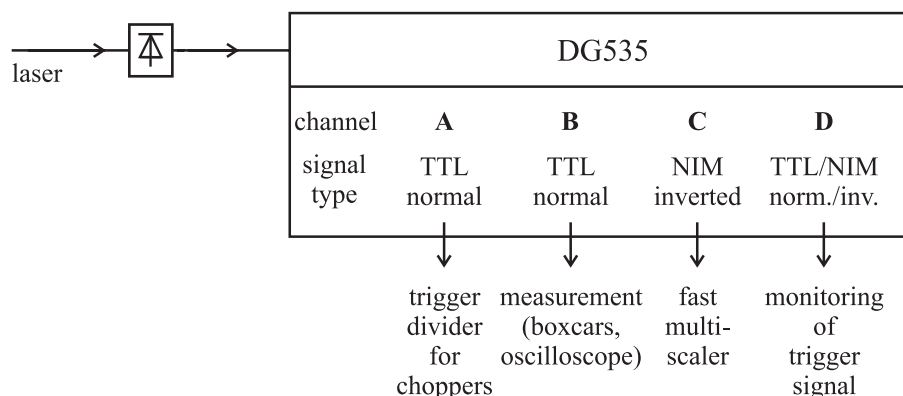 laser
DG535
channel A B C D
signal TTL TTL NIM TTL/NIM
type normal normal inverted norm./inv.
trigger measurement fast monitoring
divider (boxcars, multi- of
for oscilloscope) scaler trigger
choppers signal